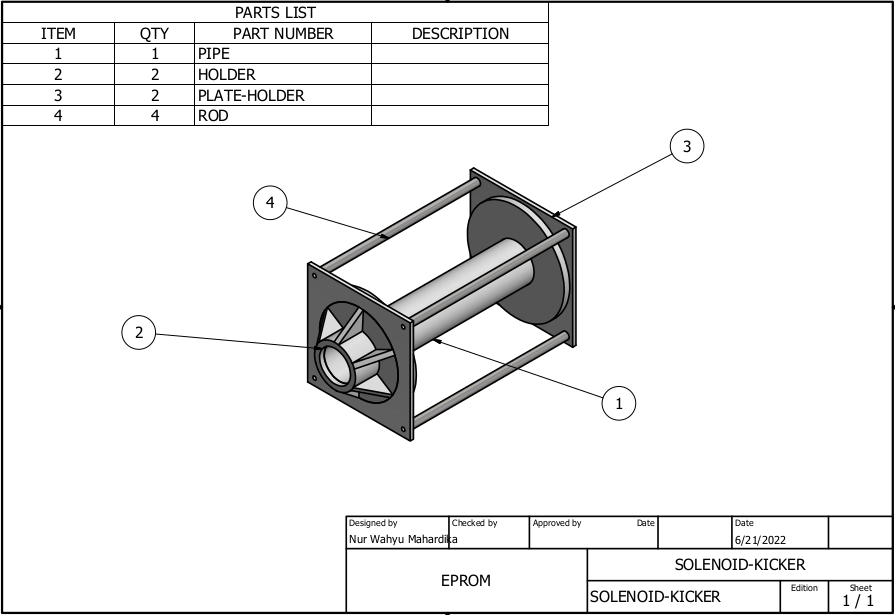 PARTS LIST
ITEM QTY PART NUMBER DESCRIPTION
1 1 PIPE
2 2 HOLDER
3 2 PLATE-HOLDER
4 4 ROD
3
4
2
1
Designed by Checked by Approved by Date Date
Nur Wahyu Mahardika 6/21/2022
SOLENOID-KICKER
EPROM
Edition Sheet
SOLENOID-KICKER 1 / 1